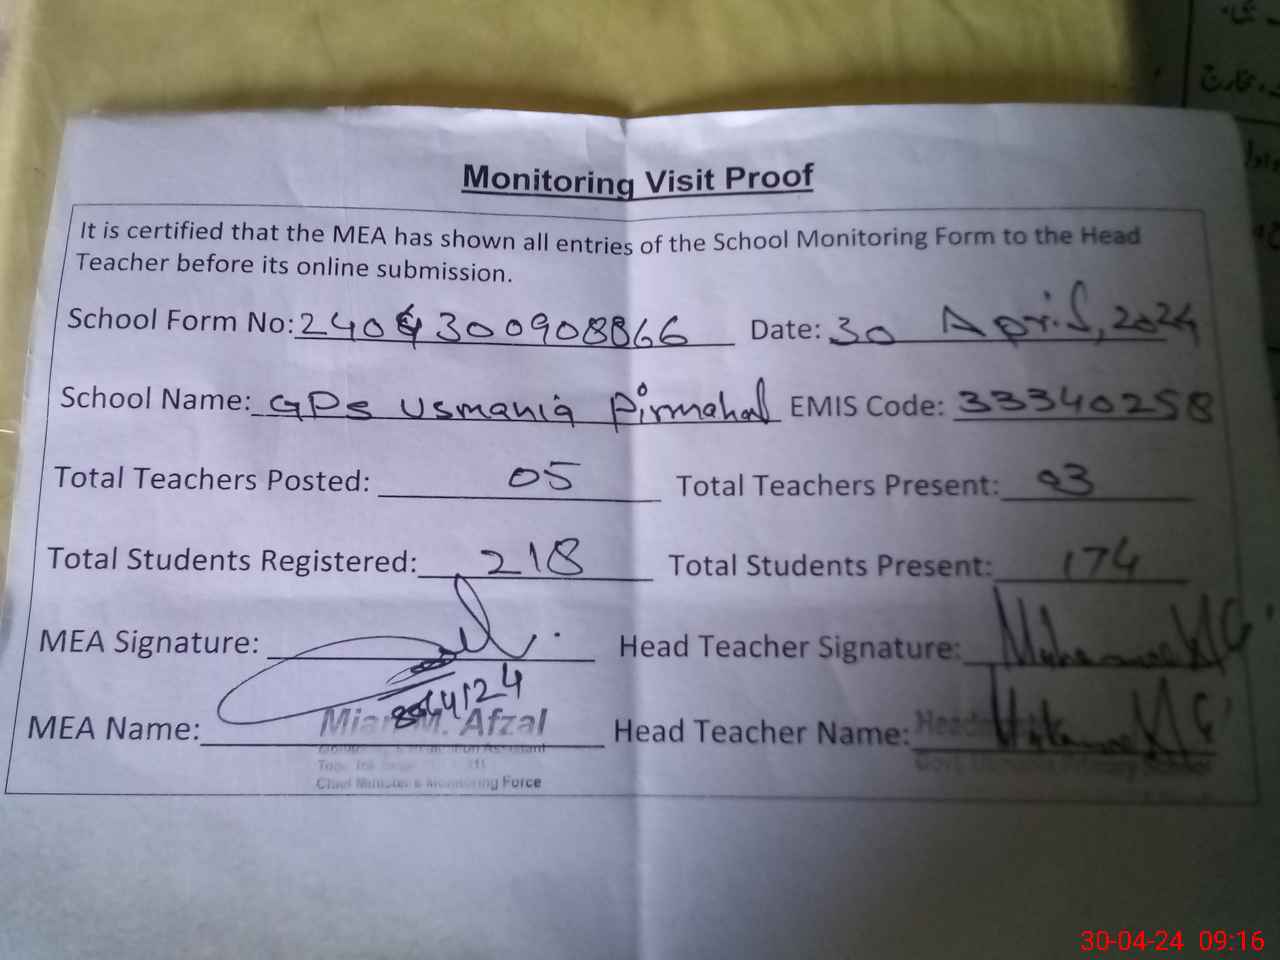 Monitoring Visit Proof
It is certified that the MEA has shown all entries of the School Monitoring Form to the Head
Teacher before its online submission.
School Form No: 2404300908866 Date: 30 April, 2024
School Name: GPS Usmania Pirmahal EMIS Code: 33340258
Total Teachers Posted: 05 Total Teachers Present: 03
Total Students Registered: 218 Total Students Present: 174
MEA Signature: Head Teacher Signature:
MEA Name: Mian M. Afzal Head Teacher Name:
Assistant
Chief Minister's Monitoring Force
30-04-24 09:16